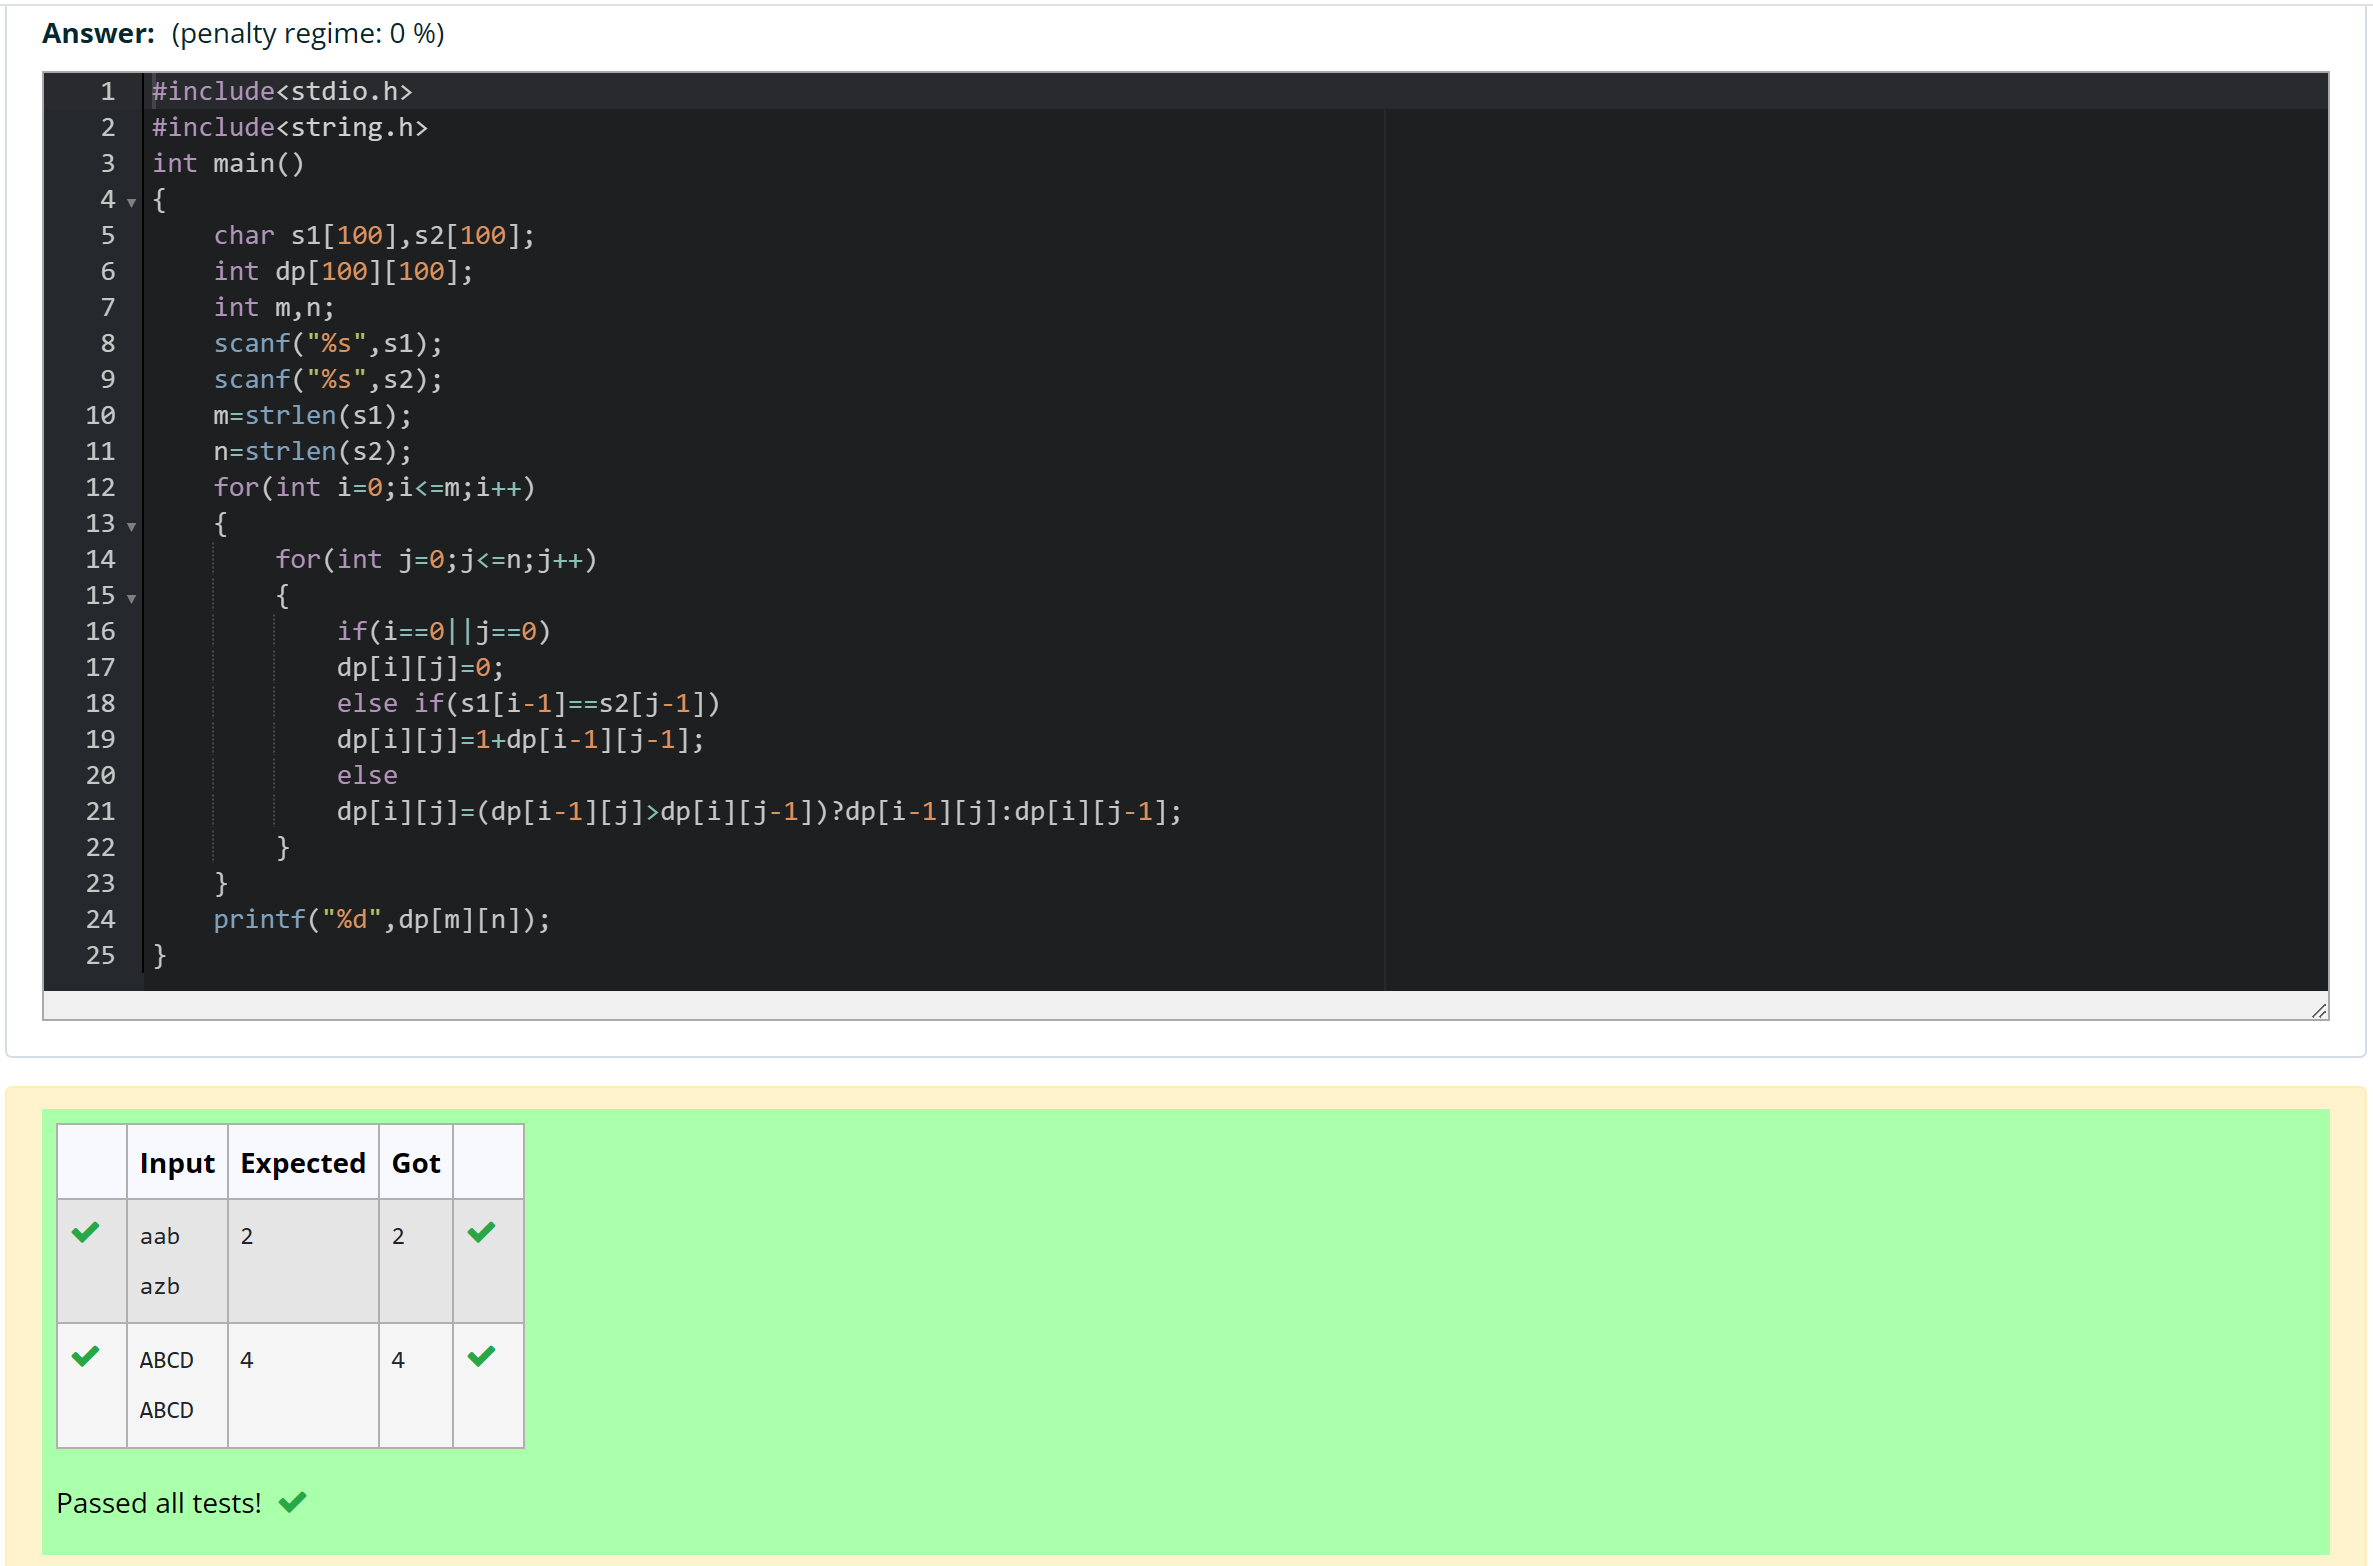 Answer: (penalty regime: 0 %)
1 #include<stdio.h>
2 #include<string.h>
3 int main()
4 {
5     char s1[100],s2[100];
6     int dp[100][100];
7     int m,n;
8     scanf("%s",s1);
9     scanf("%s",s2);
10     m=strlen(s1);
11     n=strlen(s2);
12     for(int i=0;i<=m;i++)
13     {
14         for(int j=0;j<=n;j++)
15         {
16             if(i==0||j==0)
17             dp[i][j]=0;
18             else if(s1[i-1]==s2[j-1])
19             dp[i][j]=1+dp[i-1][j-1];
20             else
21             dp[i][j]=(dp[i-1][j]>dp[i][j-1])?dp[i-1][j]:dp[i][j-1];
22         }
23     }
24     printf("%d",dp[m][n]);
25 }
Input Expected Got
aab 2 2
azb
ABCD 4 4
ABCD
Passed all tests!